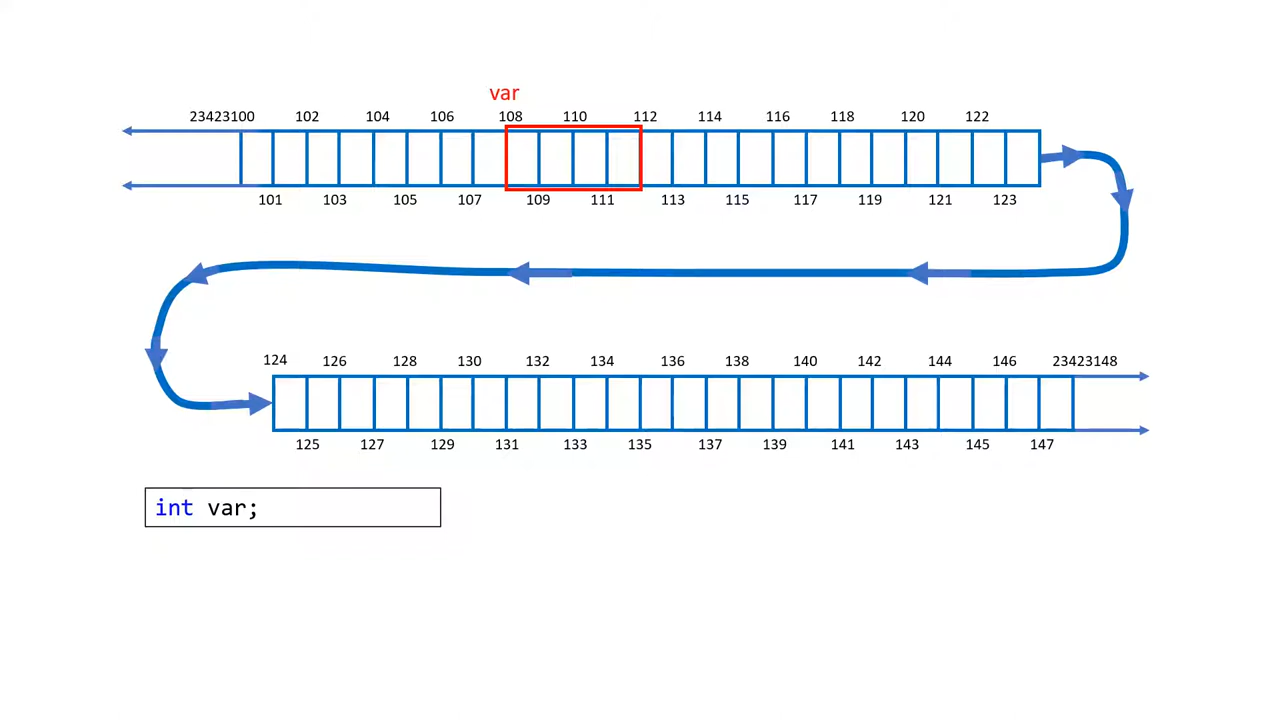 var
23423100 102 104 106 108 110 112 114 116 118 120 122
101 103 105 107 109 111 113 115 117 119 121 123
124 126 128 130 132 134 136 138 140 142 144 146 23423148
125 127 129 131 133 135 137 139 141 143 145 147
int var;